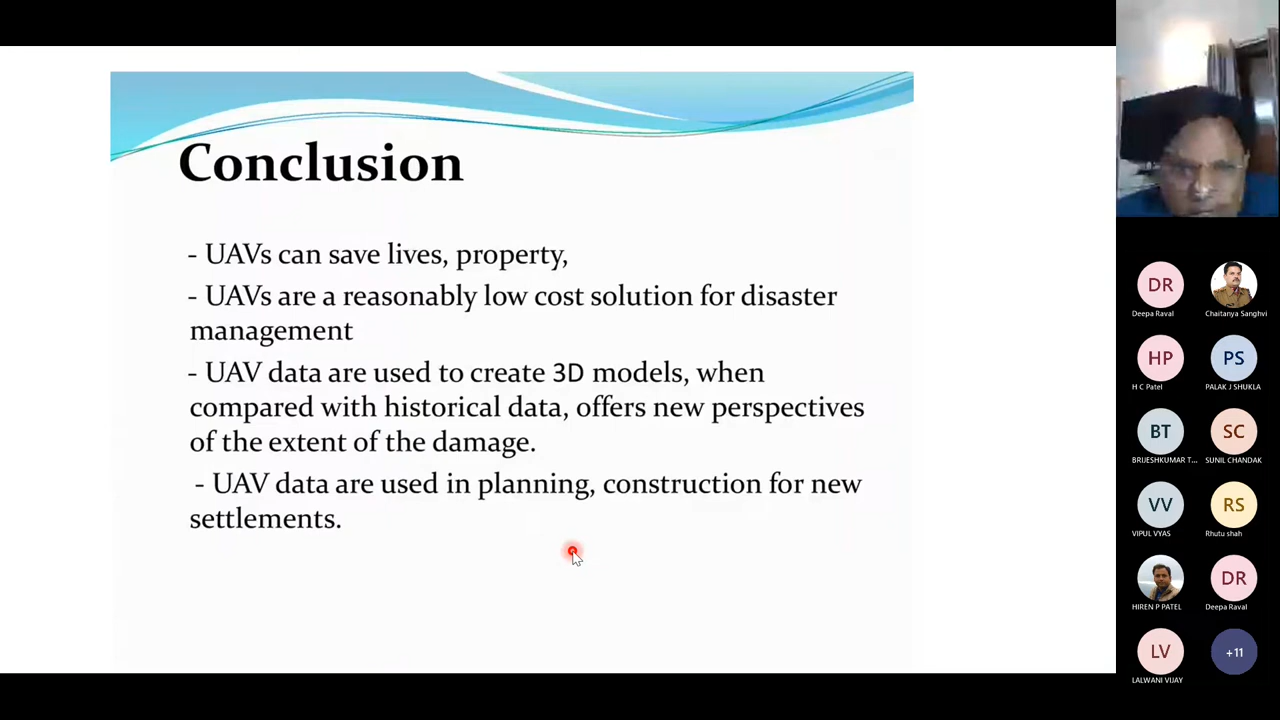 Conclusion
- UAVs can save lives, property,
- UAVs are a reasonably low cost solution for disaster
management
- UAV data are used to create 3D models, when
compared with historical data, offers new perspectives
of the extent of the damage.
- UAV data are used in planning, construction for new
settlements.
DR
Deepa Raval
Chaitanya Sanghvi
HP
H C Patel
PS
PALAK J SHUKLA
BT
BRIJESHKUMAR T...
SC
SUNIL CHANDAK
VV
VIPUL VYAS
RS
Rhutu shah
HIREN P PATEL
DR
Deepa Raval
LV
LALWANI VIJAY
+11